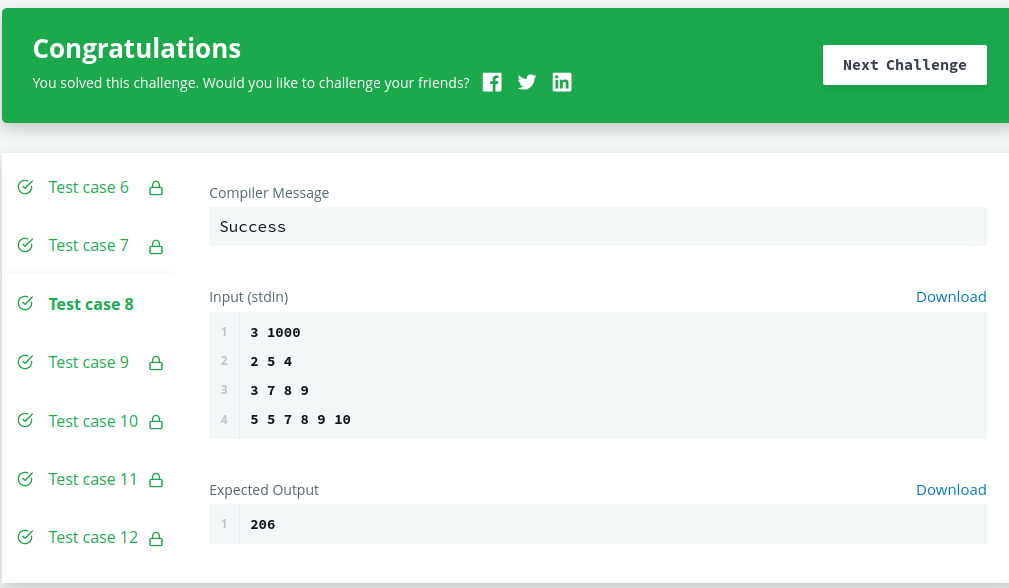 Congratulations
You solved this challenge. Would you like to challenge your friends?
Next Challenge
Test case 6
Test case 7
Test case 8
Test case 9
Test case 10
Test case 11
Test case 12
Compiler Message
Success
Input (stdin)
Download
1 3 1000
2 2 5 4
3 3 7 8 9
4 5 5 7 8 9 10
Expected Output
Download
1 206